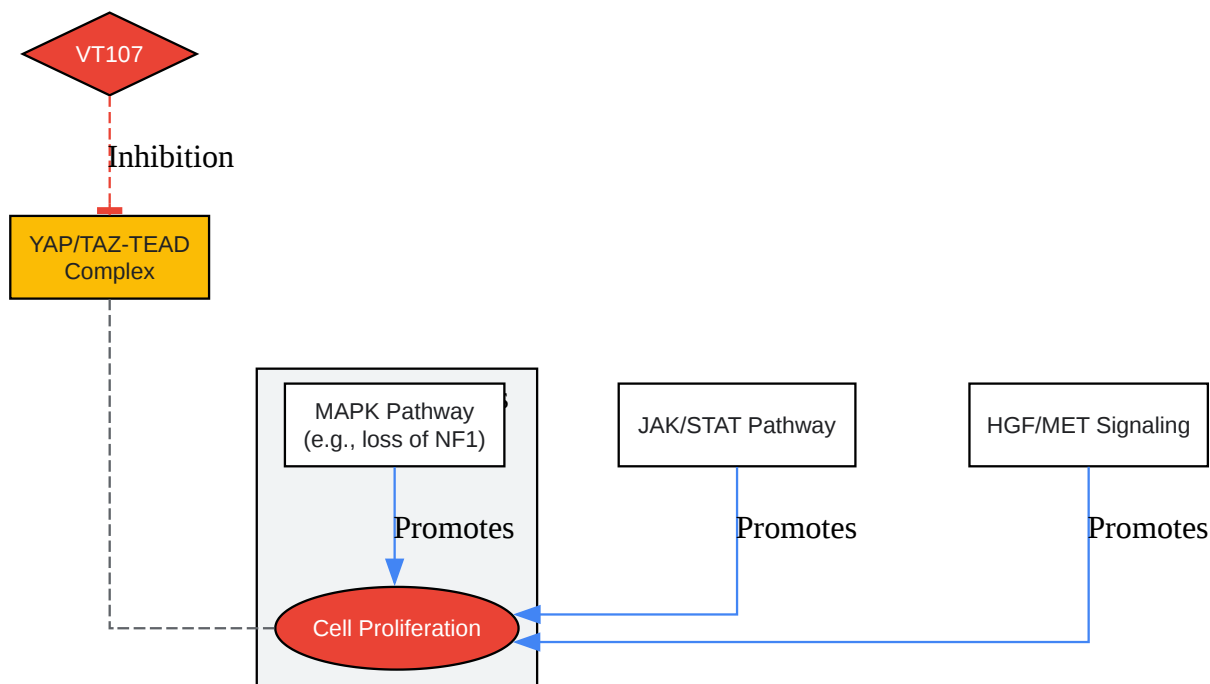 VT107
Inhibition
YAP/TAZ-TEAD
Complex
MAPK Pathway
(e.g., loss of NF1)
JAK/STAT Pathway
HGF/MET Signaling
Promotes
Promotes
Promotes
Cell Proliferation